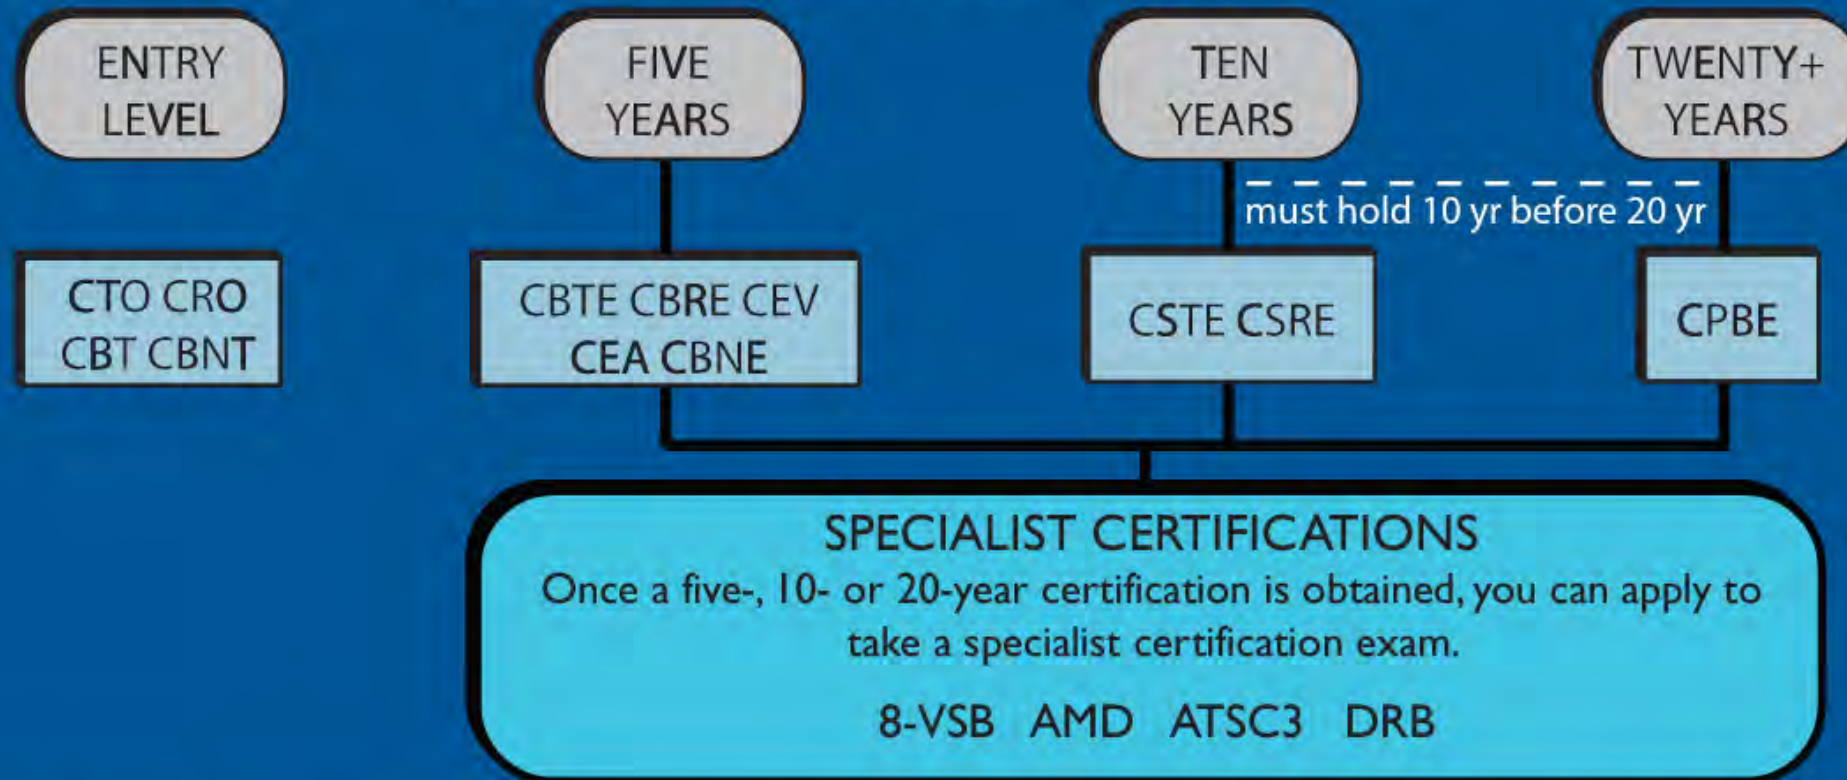 ENTRY
LEVEL
FIVE
YEARS
TEN
YEARS
TWENTY+
YEARS
must hold 10 yr before 20 yr
CTO CRO
CBT CBNT
CBTE CBRE CEV
CEA CBNE
CSTE CSRE
CPBE
SPECIALIST CERTIFICATIONS
Once a five-, 10- or 20-year certification is obtained, you can apply to
take a specialist certification exam.
8-VSB AMD ATSC3 DRB